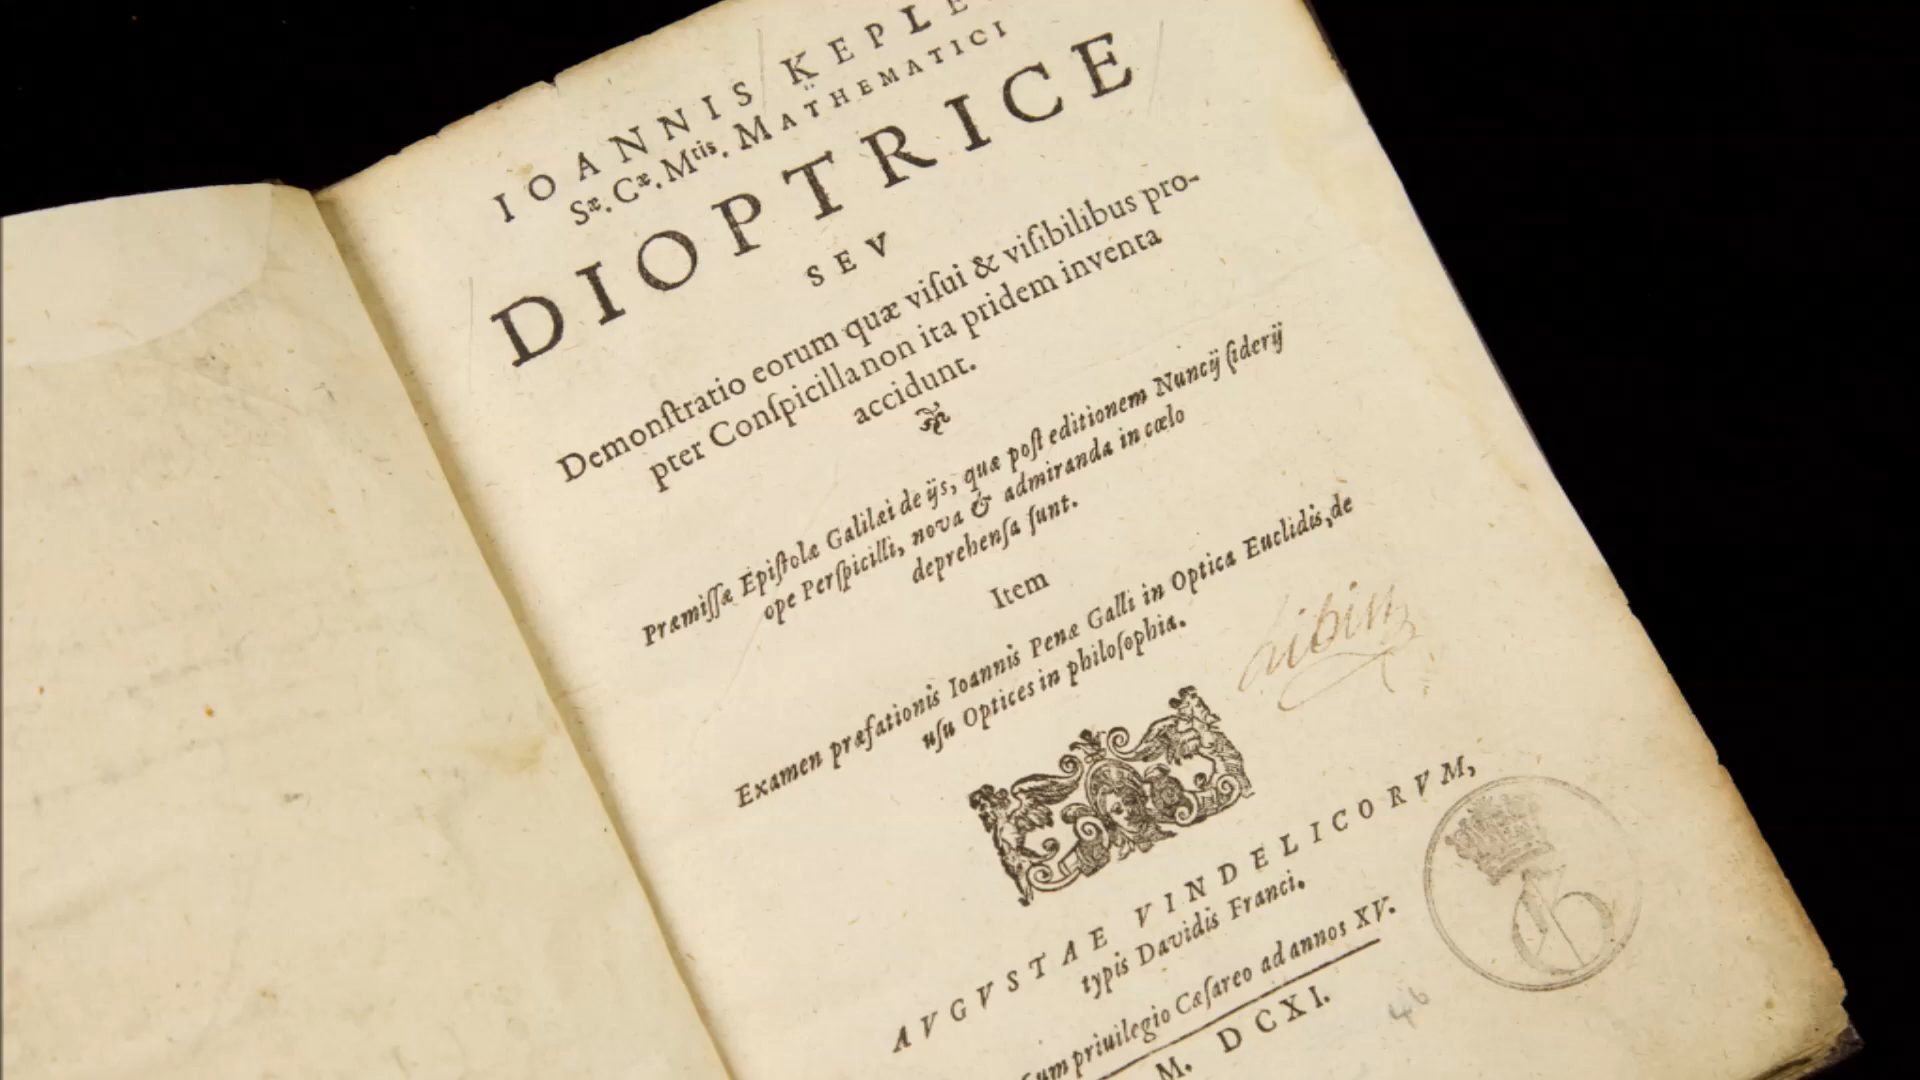 IOANNIS KEPLE
Sæ. Cæ. Mtis. MATHEMATICI
DIOPTRICE
SEV
Demonſtratio eorum quæ viſui & viſibilibus pro-
pter Conſpicilla non ita pridem inventa
accidunt.
Præmiſſæ Epiſtolæ Galilæi de ijs, quæ poſt editionem Nuncij ſiderij
ope Perſpicilli, nova & admiranda in cœlo
deprehenſa ſunt.
Item
Examen præfationis Ioannis Penæ Galli in Optica Euclidis, de
uſu Optices in philoſophia.
AVGVSTAE VINDELICORVM,
typis Davidis Franci.
Cum priuilegio Cæſareo ad annos XV.
M. DCXI.
46